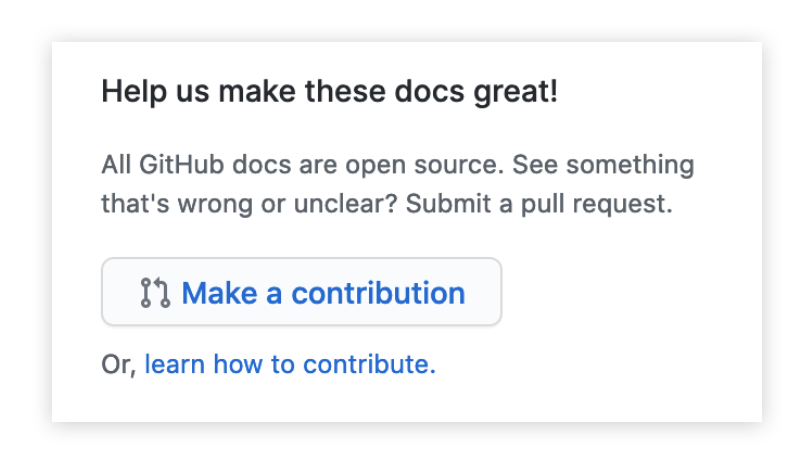 Help us make these docs great!
All GitHub docs are open source. See something
that's wrong or unclear? Submit a pull request.
Make a contribution
Or, learn how to contribute.